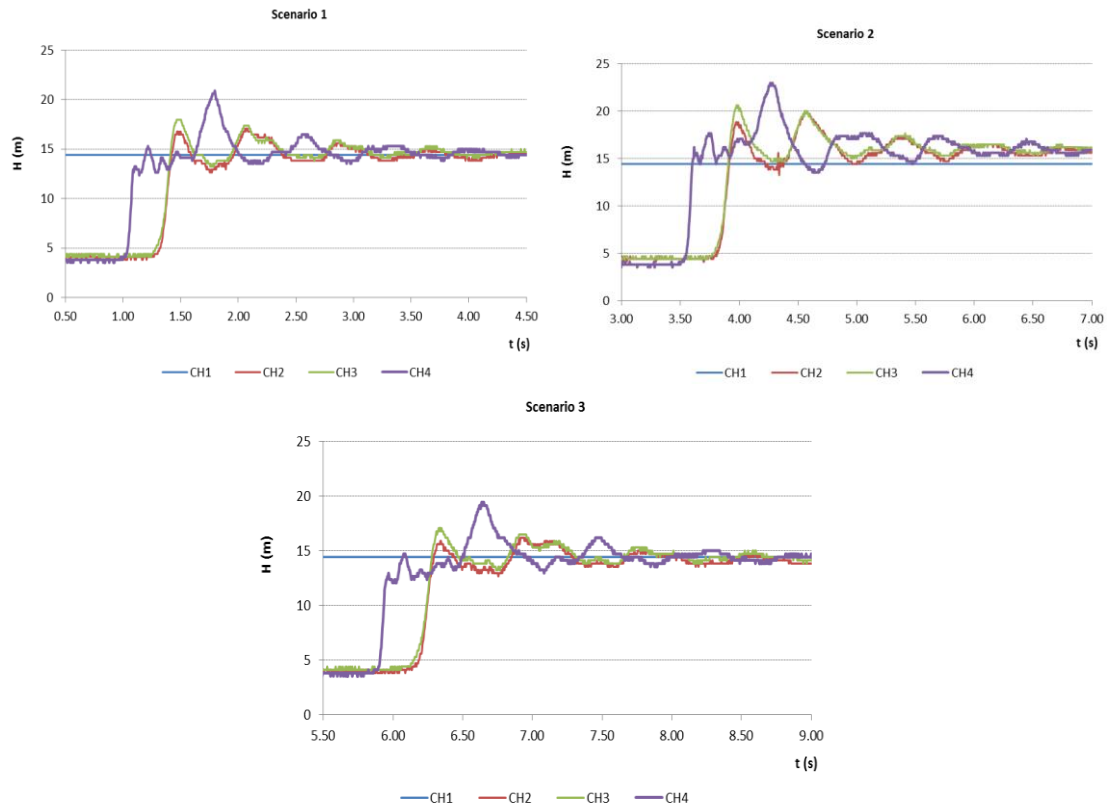 Scenario 1
H (m)
25
20
15
10
5
0
0.50 1.00 1.50 2.00 2.50 3.00 3.50 4.00 4.50
t (s)
CH1 CH2 CH3 CH4
Scenario 2
H (m)
25
20
15
10
5
0
3.00 3.50 4.00 4.50 5.00 5.50 6.00 6.50 7.00
t (s)
CH1 CH2 CH3 CH4
Scenario 3
H (m)
25
20
15
10
5
0
5.50 6.00 6.50 7.00 7.50 8.00 8.50 9.00
t (s)
CH1 CH2 CH3 CH4